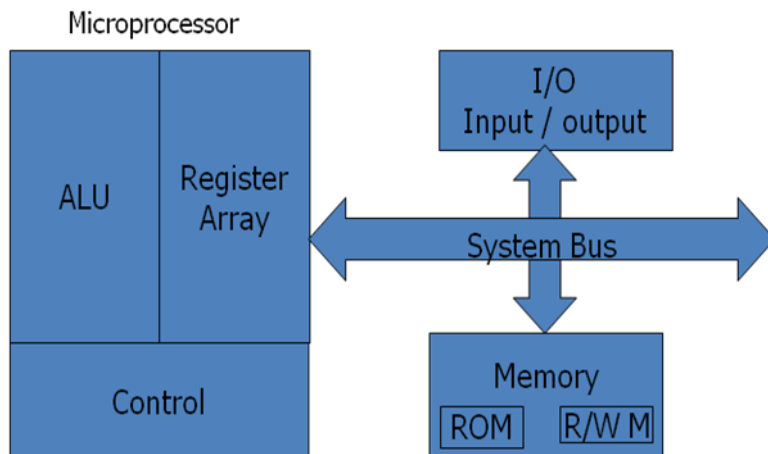 Microprocessor
ALU
Register
Array
Control
I/O
Input / output
System Bus
Memory
ROM
R/W M